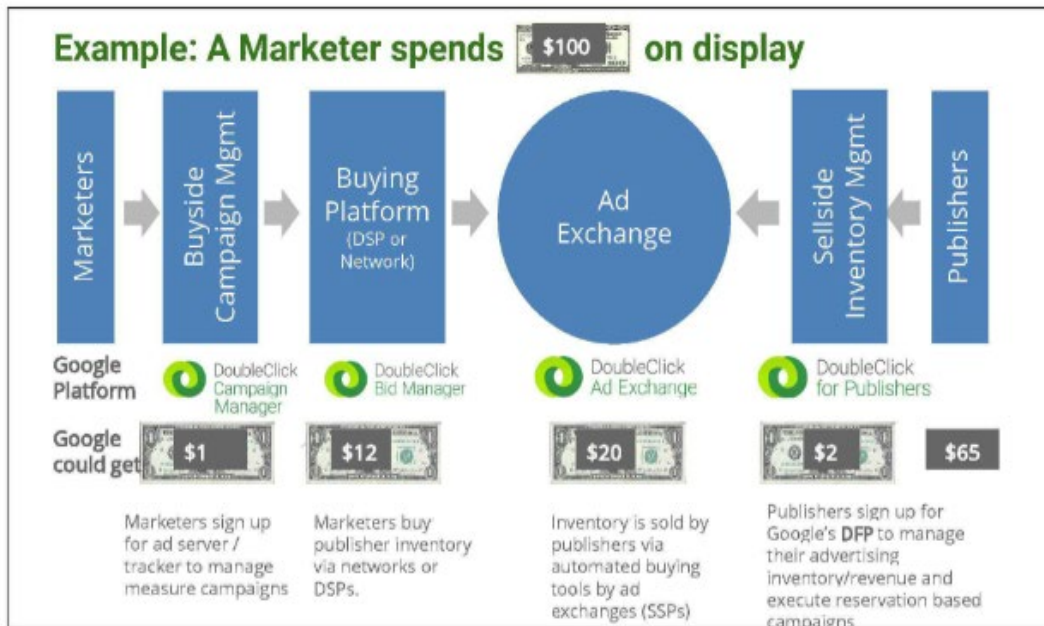 Example: A Marketer spends $100 on display
Marketers
Buyside
Campaign Mgmt
Buying
Platform
(DSP or
Network)
Ad
Exchange
Sellside
Inventory Mgmt
Publishers
Google
Platform
DoubleClick
Campaign
Manager
DoubleClick
Bid Manager
DoubleClick
Ad Exchange
DoubleClick
for Publishers
Google
could get
$1
$12
$20
$2
$65
Marketers sign up
for ad server /
tracker to manage
measure campaigns
Marketers buy
publisher inventory
via networks or
DSPs.
Inventory is sold by
publishers via
automated buying
tools by ad
exchanges (SSPs)
Publishers sign up for
Google's DFP to manage
their advertising
inventory/revenue and
execute reservation based
campaigns